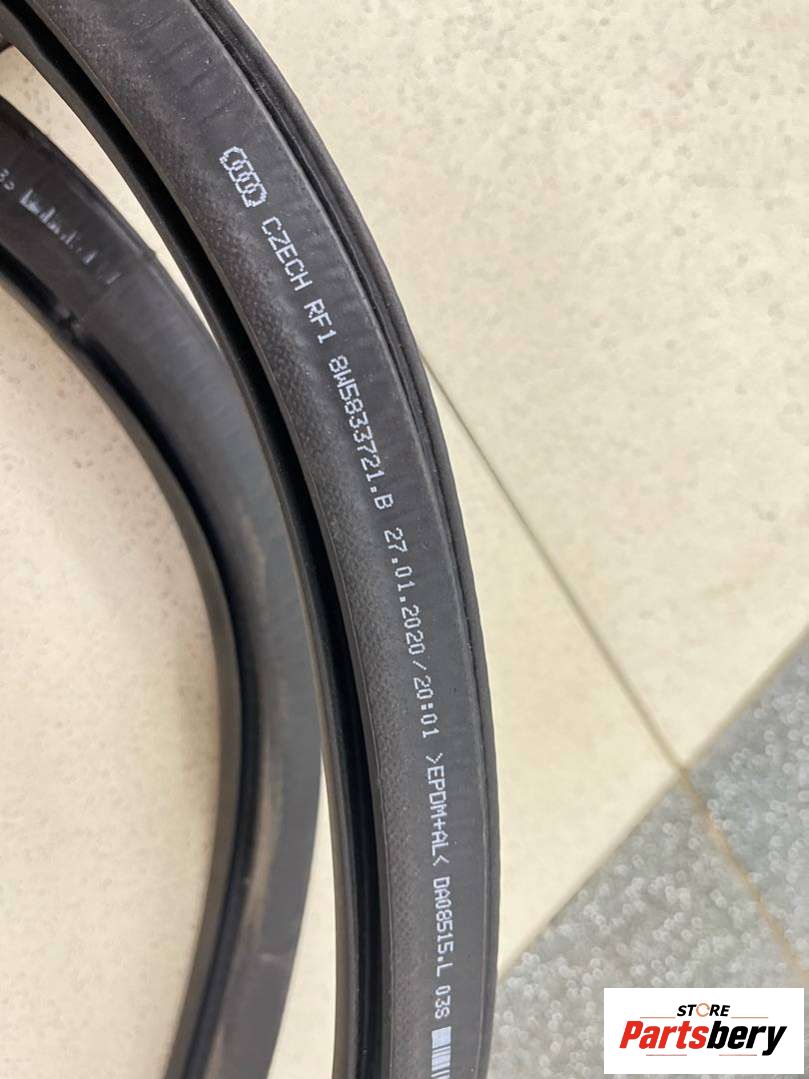 CZECH RF1 8W5833721.B 27.01.2020/20:01 >EPDM+AL< DA08515.L 03S
STORE
Partsbery